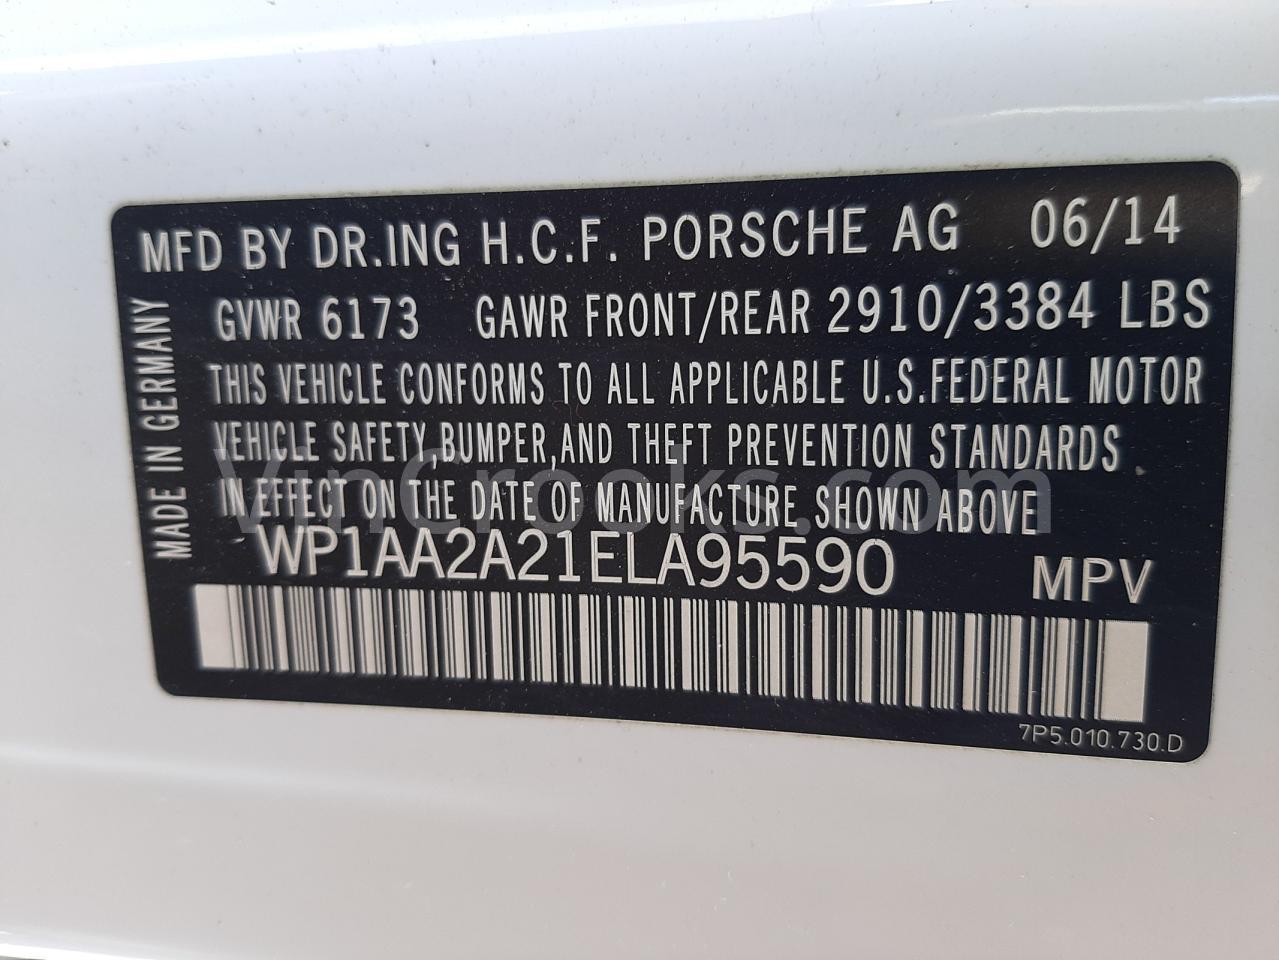 MFD BY DR.ING H.C.F. PORSCHE AG 06/14
GVWR 6173 GAWR FRONT/REAR 2910/3384 LBS
THIS VEHICLE CONFORMS TO ALL APPLICABLE U.S.FEDERAL MOTOR
VEHICLE SAFETY,BUMPER,AND THEFT PREVENTION STANDARDS
IN EFFECT ON THE DATE OF MANUFACTURE SHOWN ABOVE
WP1AA2A21ELA95590 MPV
7P5.010.730.D
MADE IN GERMANY
VinCrooks.com